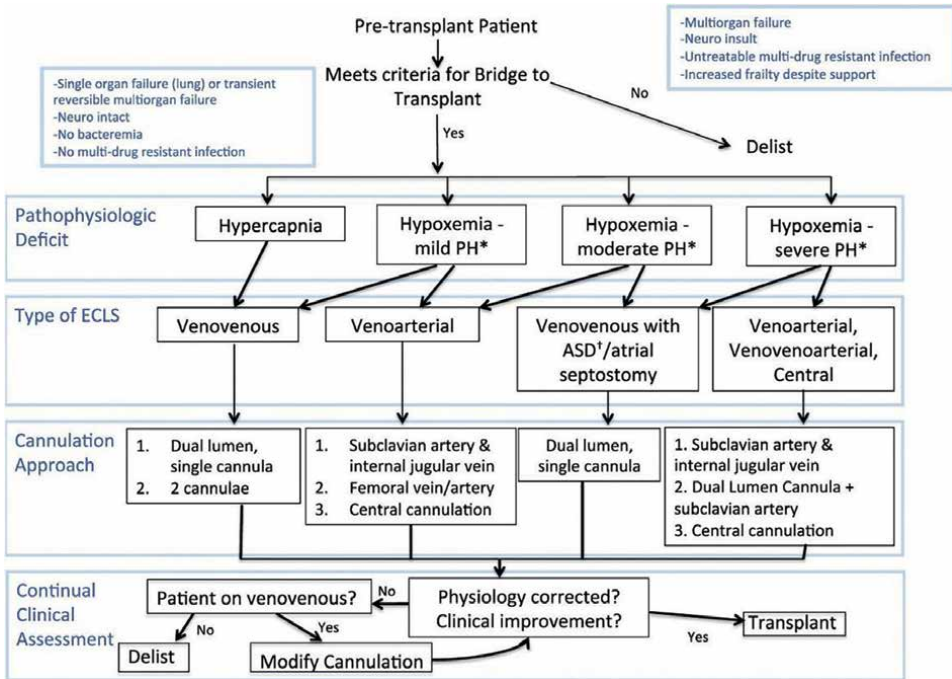 Pre-transplant Patient
Meets criteria for Bridge to
Transplant
-Single organ failure (lung) or transient
reversible multiorgan failure
-Neuro intact
-No bacteremia
-No multi-drug resistant infection
-Multiorgan failure
-Neuro insult
-Untreatable multi-drug resistant infection
-Increased frailty despite support
No
Yes
Delist
Pathophysiologic
Deficit
Hypercapnia
Hypoxemia -
mild PH*
Hypoxemia -
moderate PH*
Hypoxemia -
severe PH*
Type of ECLS
Venovenous
Venoarterial
Venovenous with
ASD†/atrial
septostomy
Venoarterial,
Venovenoarterial,
Central
Cannulation
Approach
1. Dual lumen,
single cannula
2. 2 cannulae
1. Subclavian artery &
internal jugular vein
2. Femoral vein/artery
3. Central cannulation
Dual lumen,
single cannula
1. Subclavian artery &
internal jugular vein
2. Dual Lumen Cannula +
subclavian artery
3. Central cannulation
Continual
Clinical
Assessment
Patient on venovenous?
No
Physiology corrected?
Clinical improvement?
Yes
Transplant
No
Yes
Delist
Modify Cannulation